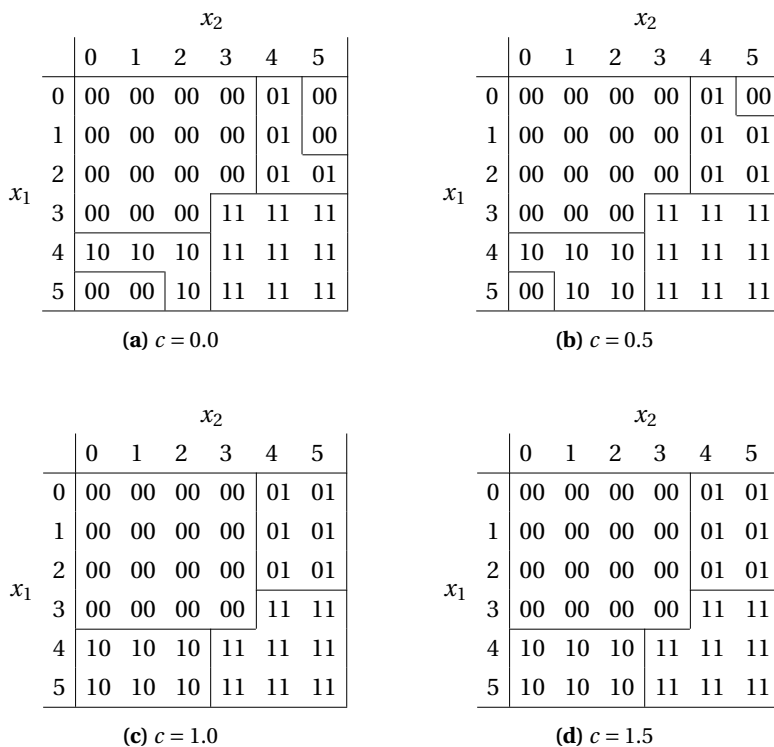 x2
0 1 2 3 4 5
0 00 00 00 00 01 00
1 00 00 00 00 01 00
2 00 00 00 00 01 01
x1
3 00 00 00 11 11 11
4 10 10 10 11 11 11
5 00 00 10 11 11 11
(a) c = 0.0
x2
0 1 2 3 4 5
0 00 00 00 00 01 00
1 00 00 00 00 01 01
2 00 00 00 00 01 01
x1
3 00 00 00 11 11 11
4 10 10 10 11 11 11
5 00 10 10 11 11 11
(b) c = 0.5
x2
0 1 2 3 4 5
0 00 00 00 00 01 01
1 00 00 00 00 01 01
2 00 00 00 00 01 01
x1
3 00 00 00 00 11 11
4 10 10 10 11 11 11
5 10 10 10 11 11 11
(c) c = 1.0
x2
0 1 2 3 4 5
0 00 00 00 00 01 01
1 00 00 00 00 01 01
2 00 00 00 00 01 01
x1
3 00 00 00 00 11 11
4 10 10 10 11 11 11
5 10 10 10 11 11 11
(d) c = 1.5